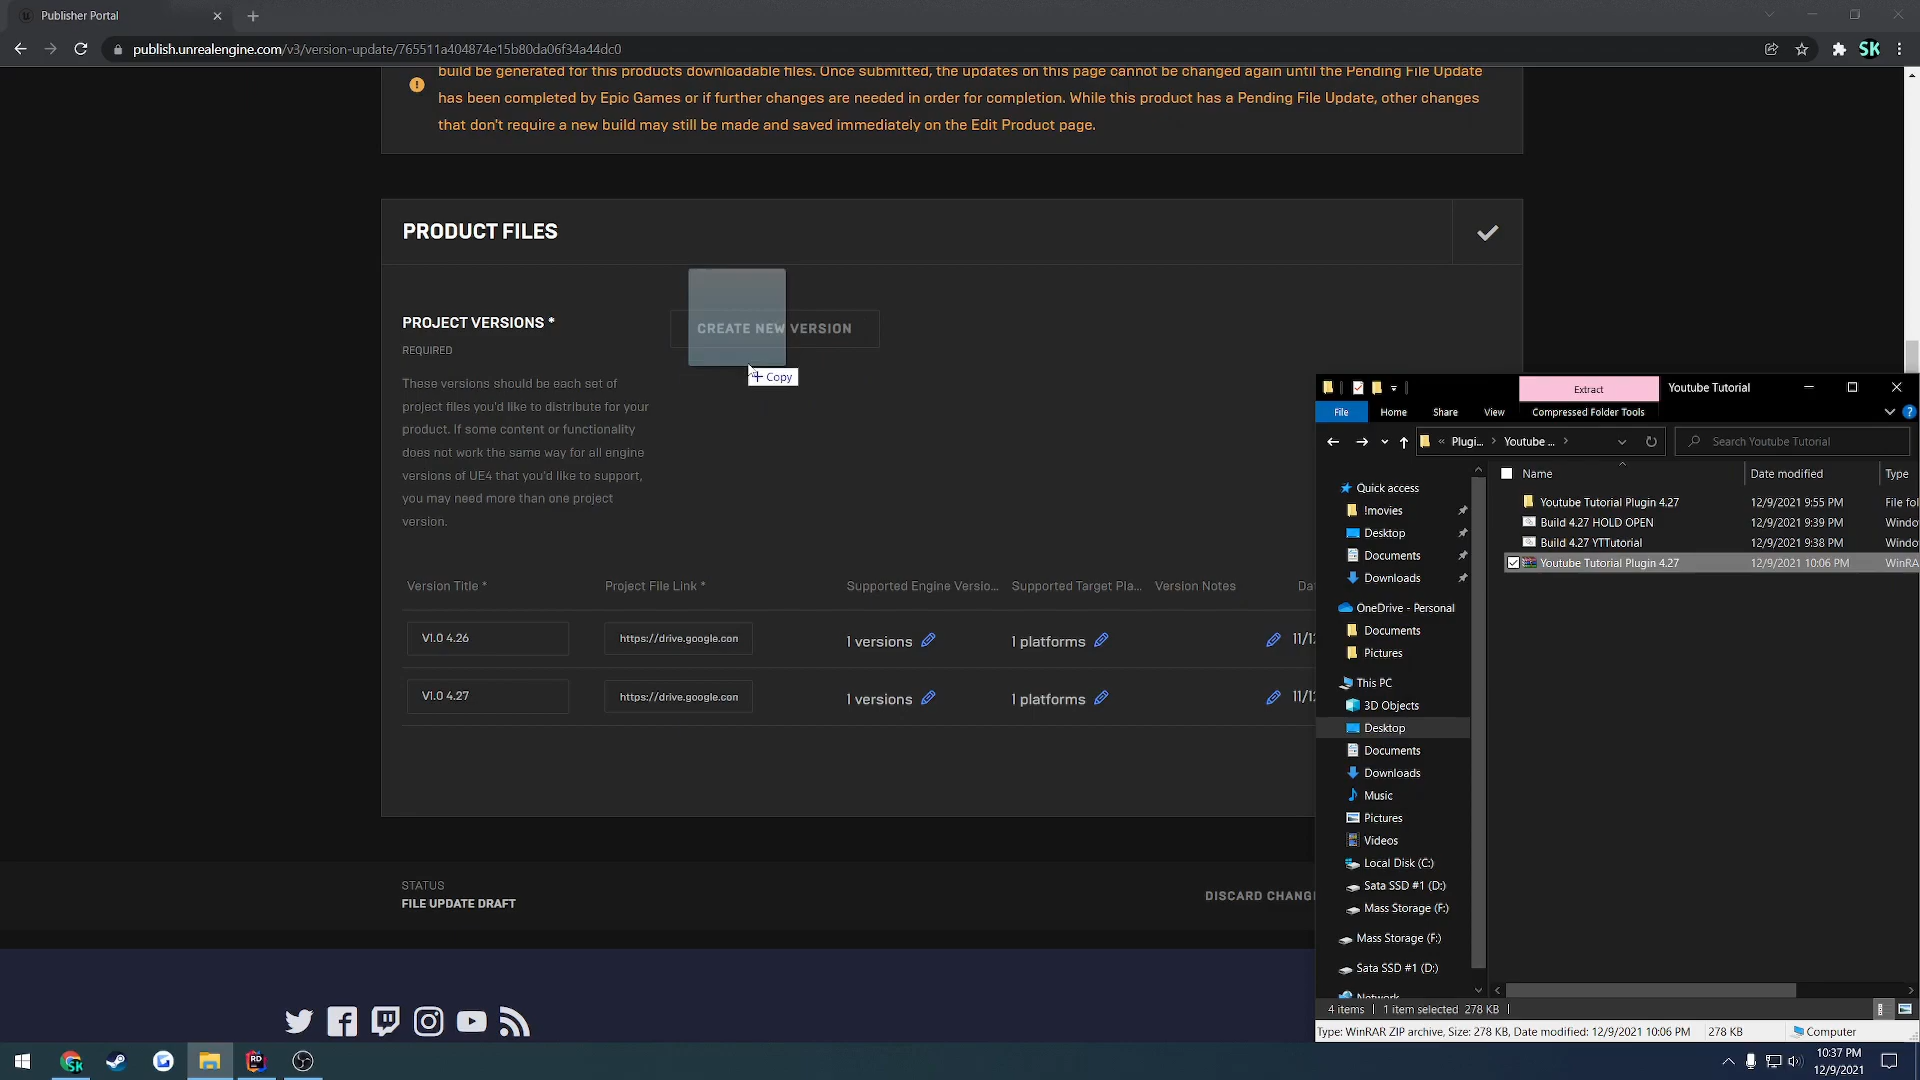 Publisher Portal
publish.unrealengine.com/v3/version-update/765511a404874e15b80da06f34a44dc0
SK
build be generated for this products downloadable files. Once submitted, the updates on this page cannot be changed again until the Pending File Update
has been completed by Epic Games or if further changes are needed in order for completion. While this product has a Pending File Update, other changes
that don't require a new build may still be made and saved immediately on the Edit Product page.
PRODUCT FILES
PROJECT VERSIONS *
REQUIRED
These versions should be each set of
project files you'd like to distribute for your
product. If some content or functionality
does not work the same way for all engine
versions of UE4 that you'd like to support,
you may need more than one project
version.
CREATE NEW VERSION
+ Copy
Version Title * Project File Link * Supported Engine Versio... Supported Target Pla... Version Notes Dat
V1.0 4.26 https://drive.google.con 1 versions 1 platforms 11/12
V1.0 4.27 https://drive.google.con 1 versions 1 platforms 11/12
STATUS
FILE UPDATE DRAFT
DISCARD CHANG
Extract Youtube Tutorial
File Home Share View Compressed Folder Tools
« Plugi... > Youtube ... > Search Youtube Tutorial
Name Date modified Type
Youtube Tutorial Plugin 4.27 12/9/2021 9:55 PM File fol
Build 4.27 HOLD OPEN 12/9/2021 9:39 PM Windo
Build 4.27 YTTutorial 12/9/2021 9:38 PM Windo
Youtube Tutorial Plugin 4.27 12/9/2021 10:06 PM WinRA
Quick access
!movies
Desktop
Documents
Downloads
OneDrive - Personal
Documents
Pictures
This PC
3D Objects
Desktop
Documents
Downloads
Music
Pictures
Videos
Local Disk (C:)
Sata SSD #1 (D:)
Mass Storage (F:)
Mass Storage (F:)
Sata SSD #1 (D:)
Network
4 items 1 item selected 278 KB
Type: WinRAR ZIP archive, Size: 278 KB, Date modified: 12/9/2021 10:06 PM 278 KB Computer
SK
RD
10:37 PM
12/9/2021